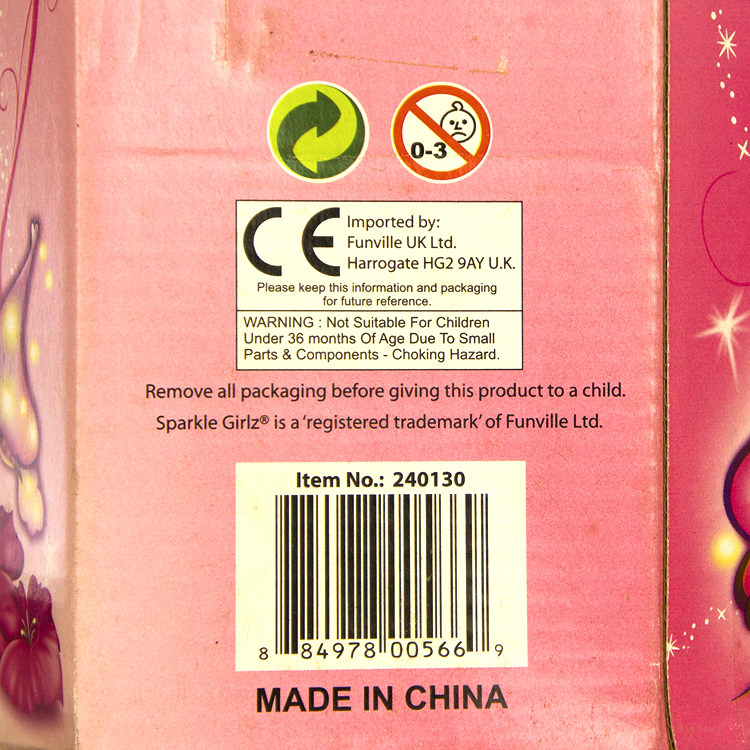 0-3
CE
Imported by:
Funville UK Ltd.
Harrogate HG2 9AY U.K.
Please keep this information and packaging
for future reference.
WARNING : Not Suitable For Children
Under 36 months Of Age Due To Small
Parts & Components - Choking Hazard.
Remove all packaging before giving this product to a child.
Sparkle Girlz® is a ‘registered trademark’ of Funville Ltd.
Item No.: 240130
8 84978 00566 9
MADE IN CHINA